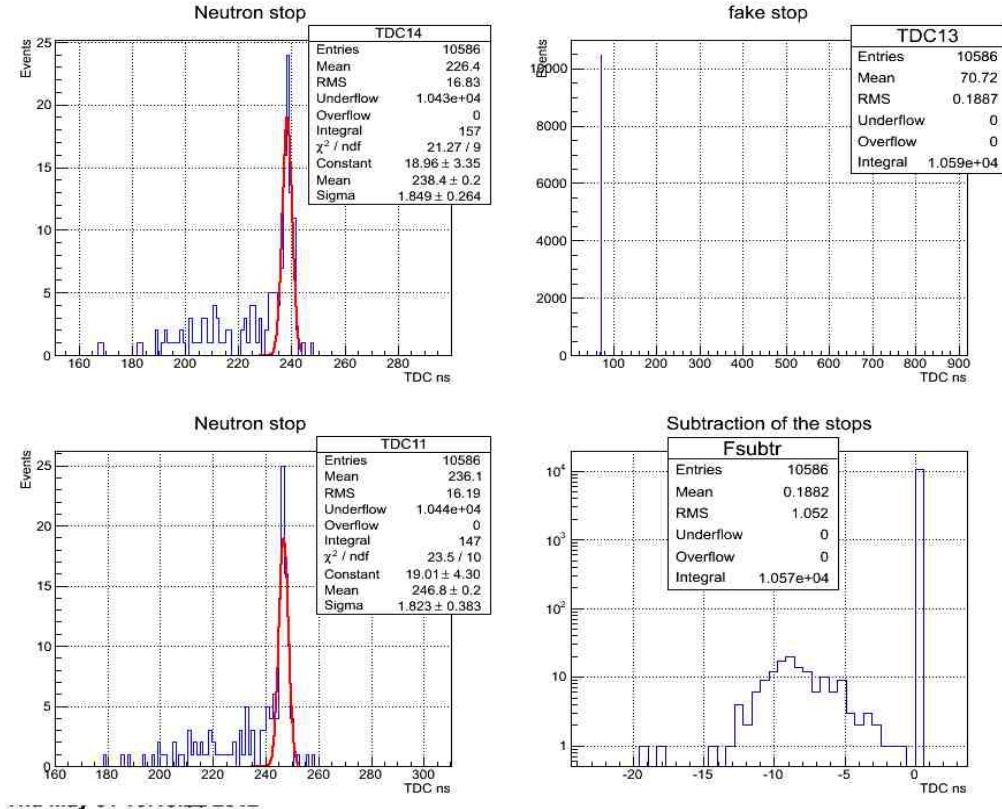 Neutron stop
TDC14
Entries 10586
Mean 226.4
RMS 16.83
Underflow 1.043e+04
Overflow 0
Integral 157
χ² / ndf 21.27 / 9
Constant 18.96 ± 3.35
Mean 238.4 ± 0.2
Sigma 1.849 ± 0.264
Events
25
20
15
10
5
0
160 180 200 220 240 260 280
TDC ns
fake stop
TDC13
Entries 10586
Mean 70.72
RMS 0.1887
Underflow 0
Overflow 0
Integral 1.059e+04
Events
10000
8000
6000
4000
2000
0
100 200 300 400 500 600 700 800 900
TDC ns
Neutron stop
TDC11
Entries 10586
Mean 236.1
RMS 16.19
Underflow 1.044e+04
Overflow 0
Integral 147
χ² / ndf 23.5 / 10
Constant 19.01 ± 4.30
Mean 246.8 ± 0.2
Sigma 1.823 ± 0.383
Events
25
20
15
10
5
0
160 180 200 220 240 260 280 300
TDC ns
Subtraction of the stops
Fsubtr
Entries 10586
Mean 0.1882
RMS 1.052
Underflow 0
Overflow 0
Integral 1.057e+04
10⁴
10³
10²
10
1
-20 -15 -10 -5 0
TDC ns